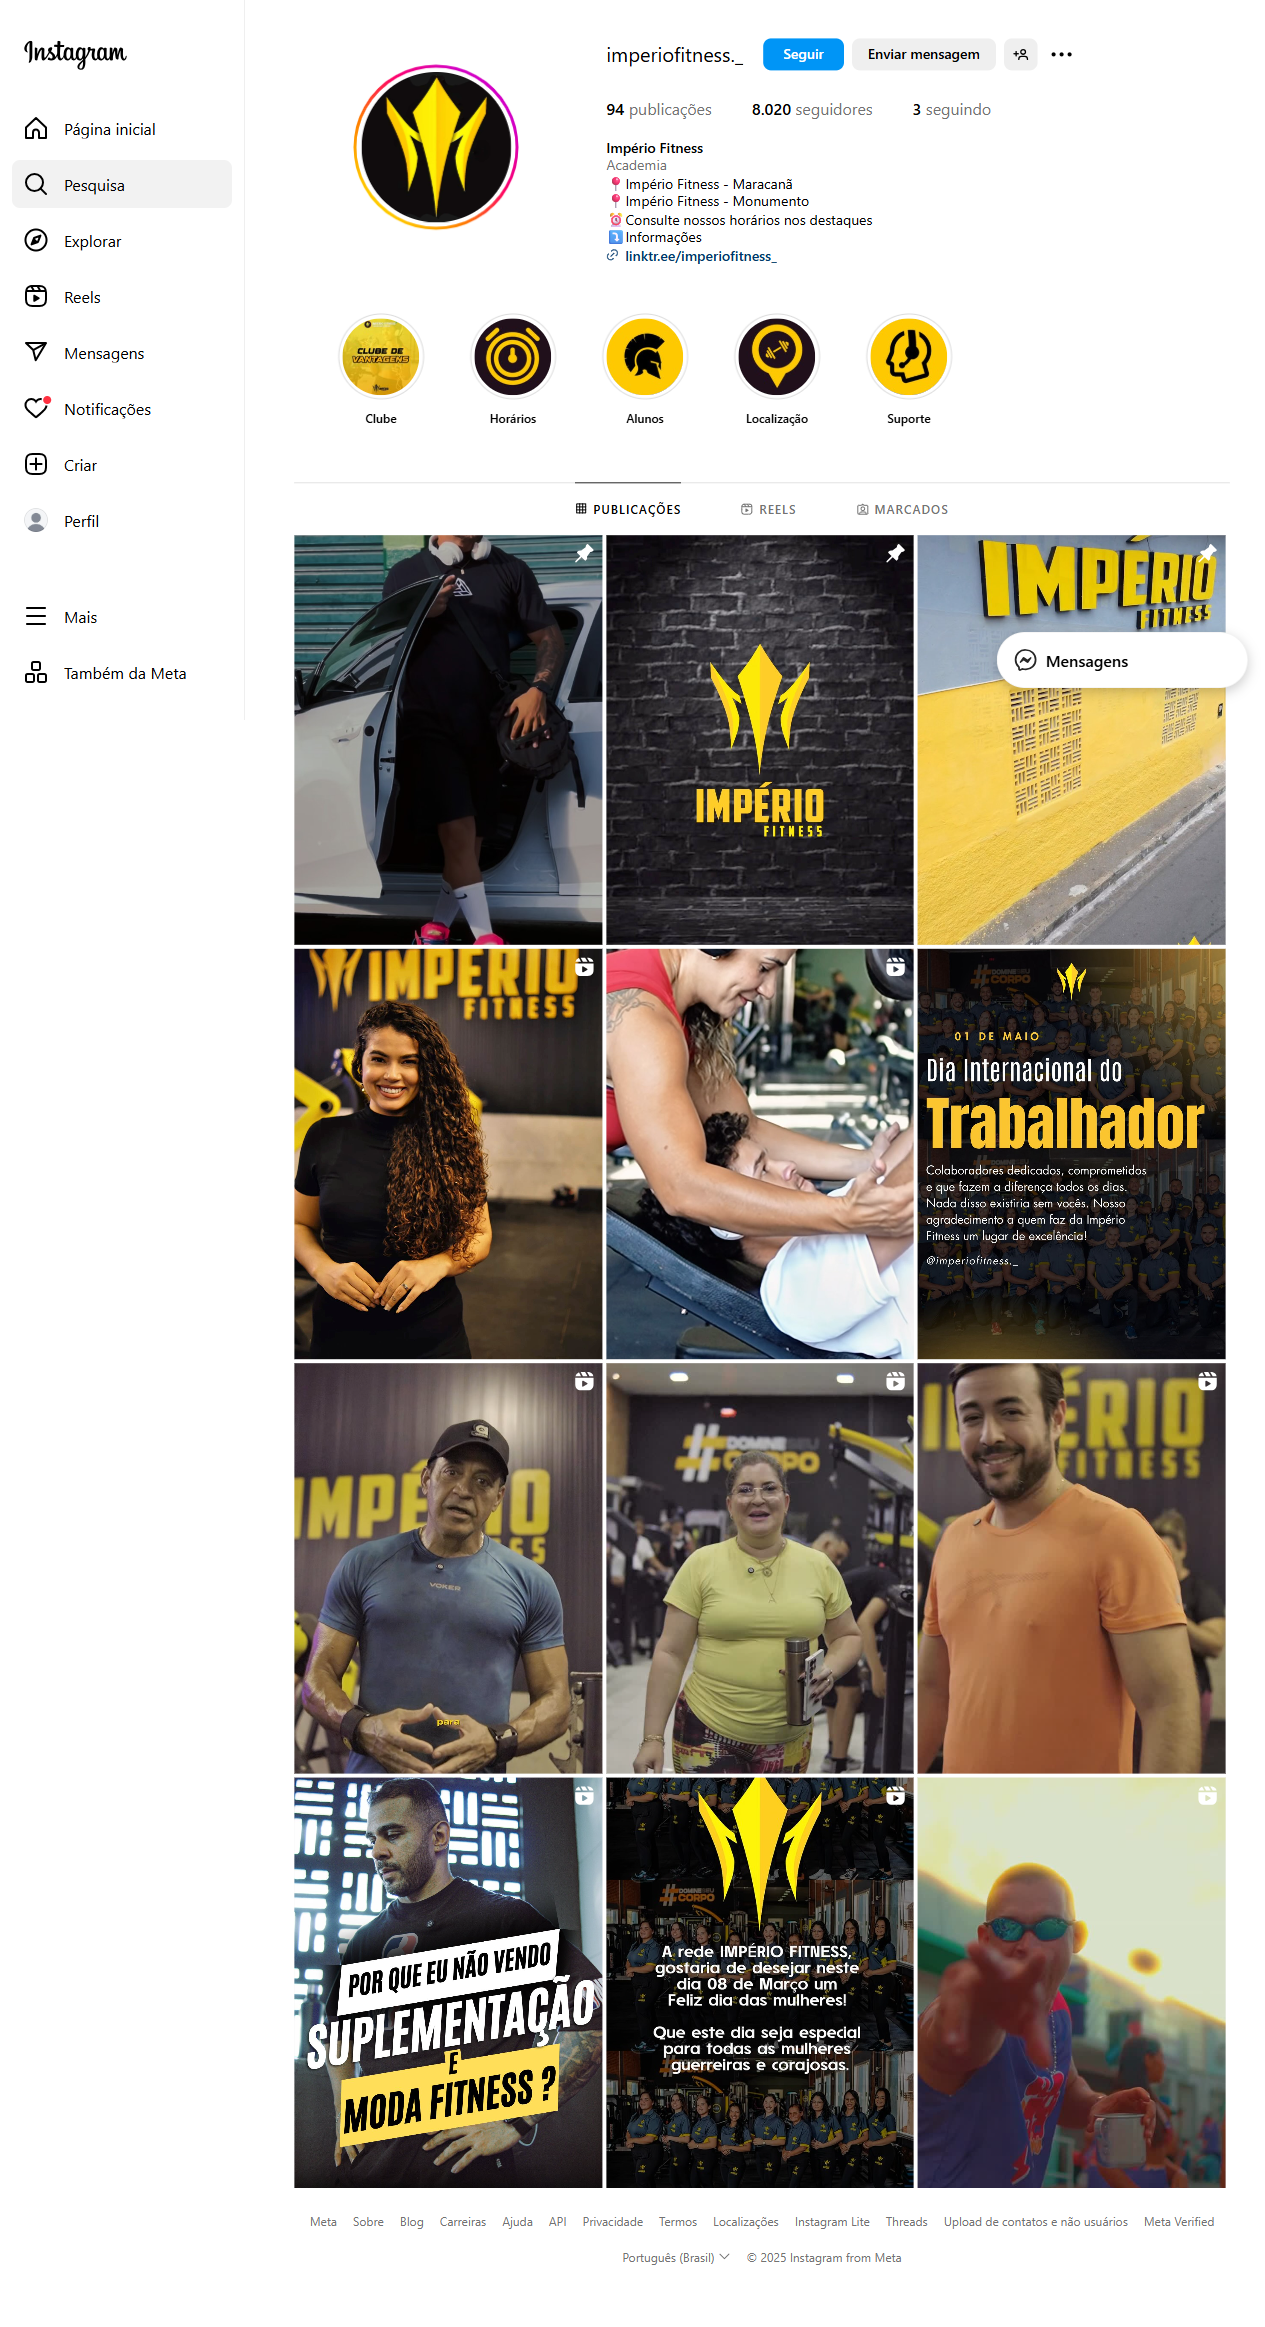 Instagram
Página inicial
Pesquisa
Explorar
Reels
Mensagens
Notificações
Criar
Perfil
Mais
Também da Meta
imperiofitness._ Seguir Enviar mensagem
94 publicações 8.020 seguidores 3 seguindo
Império Fitness
Academia
📍Império Fitness - Maracanã
📍Império Fitness - Monumento
⏰Consulte nossos horários nos destaques
⤵️Informações
linktr.ee/imperiofitness_
CLUBE DE
VANTAGENS
Clube Horários Alunos Localização Suporte
PUBLICAÇÕES REELS MARCADOS
IMPÉRIO
FITNESS
IMPÉRIO
FITNESS
Mensagens
IMPÉRIO
FITNESS
#DOMINESEU
CORPO
01 DE MAIO
Dia Internacional do
Trabalhador
Colaboradores dedicados, comprometidos
e que fazem a diferença todos os dias.
Nada disso existiria sem vocês. Nosso
agradecimento a quem faz da Império
Fitness um lugar de excelência!
@imperiofitness._
IMPÉRIO
FITNESS
VOKER
para
#DOMINESEU
CORPO
ÉRIO
FITNESS
POR QUE EU NÃO VENDO
SUPLEMENTAÇÃO
E
MODA FITNESS ?
#DOMINESEU
CORPO
A rede IMPÉRIO FITNESS,
gostaria de desejar neste
dia 08 de Março um
Feliz dia das mulheres!
Que este dia seja especial
para todas as mulheres
guerreiras e corajosas.
Meta Sobre Blog Carreiras Ajuda API Privacidade Termos Localizações Instagram Lite Threads Upload de contatos e não usuários Meta Verified
Português (Brasil) © 2025 Instagram from Meta